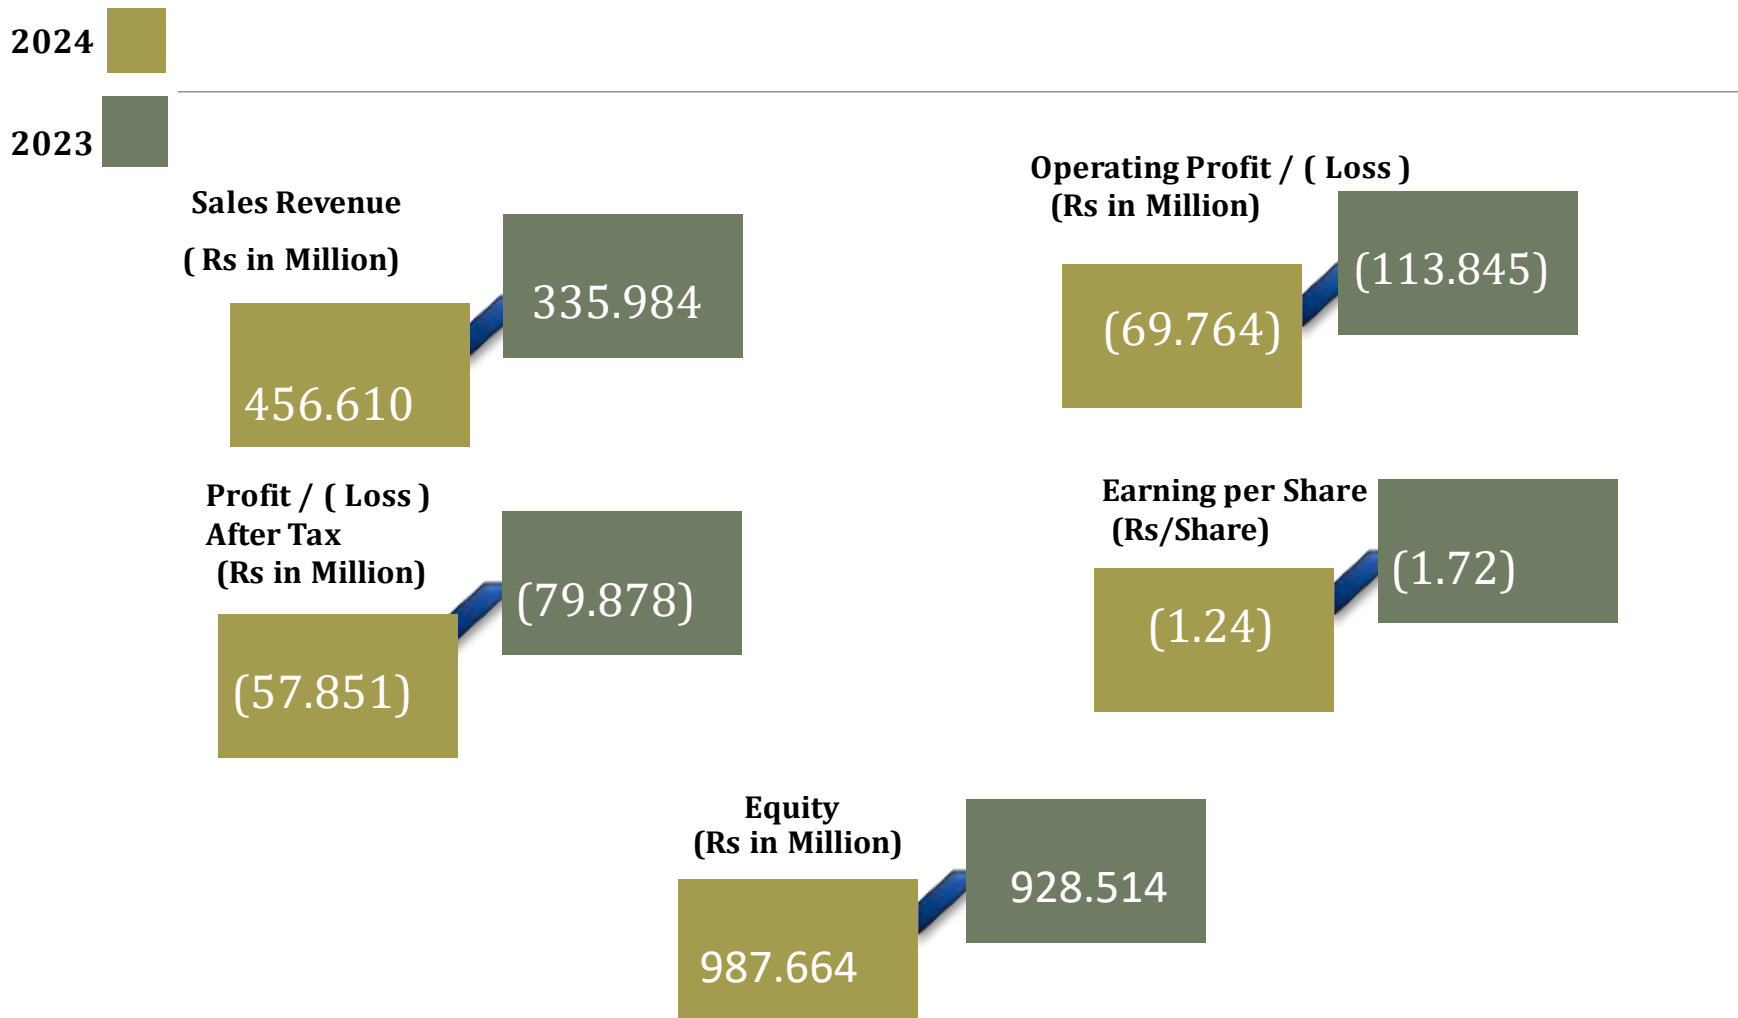 2024
2023
Sales Revenue
( Rs in Million)
335.984
456.610
Operating Profit / ( Loss )
(Rs in Million)
(113.845)
(69.764)
Profit / ( Loss )
After Tax
(Rs in Million)
(79.878)
(57.851)
Earning per Share
(Rs/Share)
(1.72)
(1.24)
Equity
(Rs in Million)
928.514
987.664